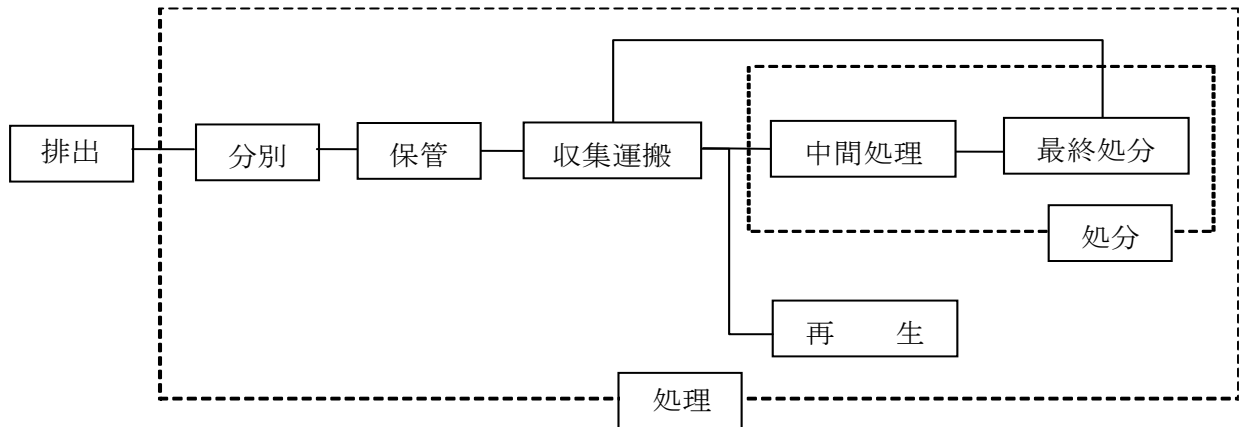 排出
分別
保管
収集運搬
中間処理
最終処分
処分
再　　生
処理